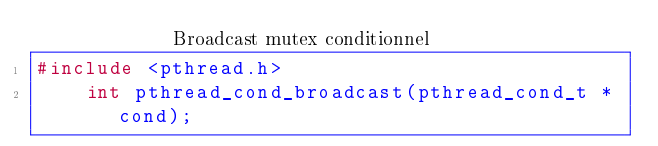 Broadcast mutex conditionnel
1 #include <pthread.h>
2 int pthread_cond_broadcast(pthread_cond_t *
cond);